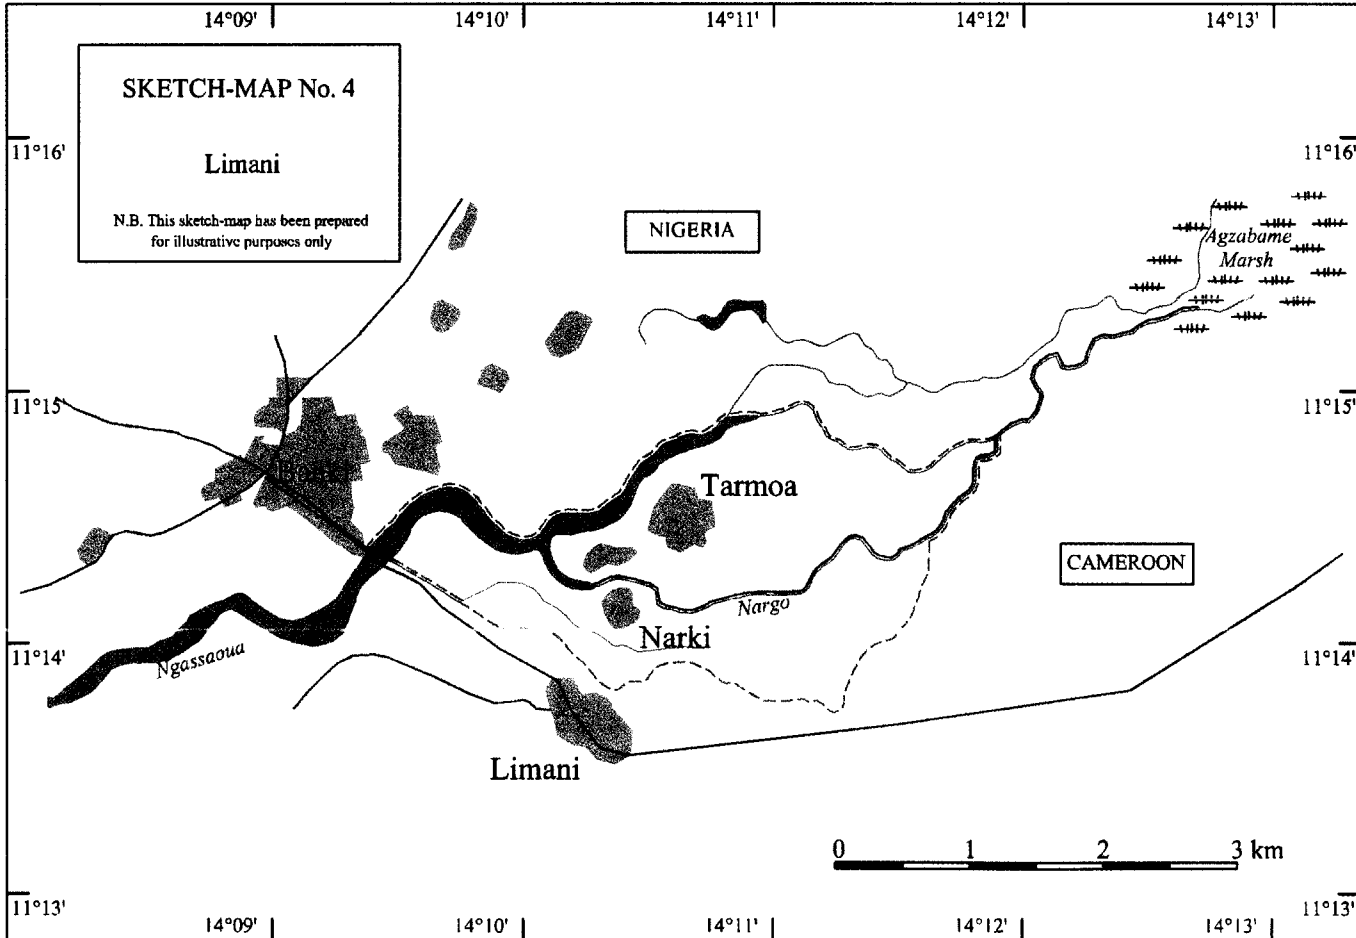 14°09' 14°10' 14°11' 14°12' 14°13'
SKETCH-MAP No. 4
Limani
N.B. This sketch-map has been prepared
for illustrative purposes only
11°16' 11°16'
NIGERIA
Agzabame
Marsh
11°15' 11°15'
Tarmoa
CAMEROON
Nargo
Narki
11°14' 11°14'
Ngassaoua
Limani
0 1 2 3 km
11°13' 11°13'
14°09' 14°10' 14°11' 14°12' 14°13'